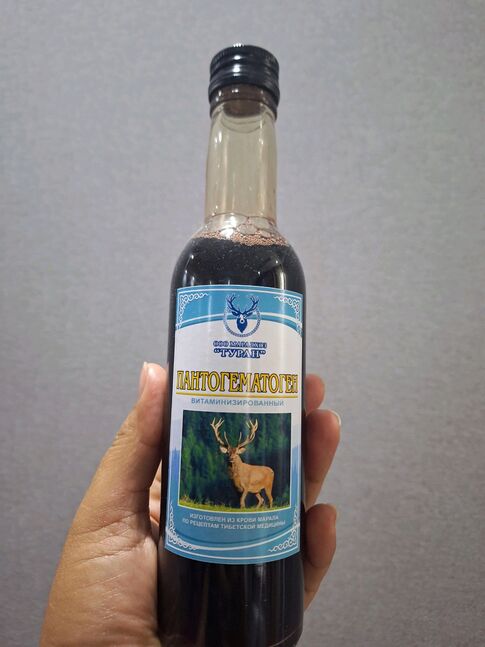 ООО МАРАЛХОЗ
"ТУРАН"
ПАНТОГЕМАТОГЕН
ВИТАМИНИЗИРОВАННЫЙ
ИЗГОТОВЛЕН ИЗ КРОВИ МАРАЛА
ПО РЕЦЕПТАМ ТИБЕТСКОЙ МЕДИЦИНЫ